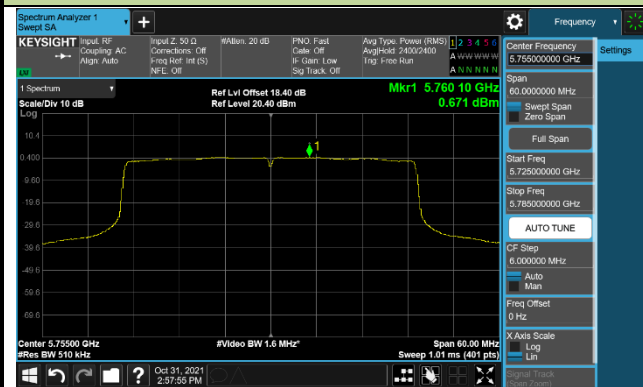 Spectrum Analyzer 1
Swept SA
+
Frequency
KEYSIGHT
Input: RF
Coupling: AC
Align: Auto
Input Z: 50 Ω
Corrections: Off
Freq Ref: Int (S)
NFE: Off
#Atten: 20 dB
PNO: Fast
Gate: Off
IF Gain: Low
Sig Track: Off
Avg Type: Power (RMS)
Avg|Hold: 2400/2400
Trig: Free Run
1 2 3 4 5 6
A W W W W W
A N N N N N
1 Spectrum
Scale/Div 10 dB
Log
Ref Lvl Offset 18.40 dB
Ref Level 20.40 dBm
Mkr1 5.760 10 GHz
0.671 dBm
10.4
0.400
-9.60
-19.6
-29.6
-39.6
-49.6
-59.6
-69.6
1
Center 5.75500 GHz
#Res BW 510 kHz
#Video BW 1.6 MHz*
Span 60.00 MHz
Sweep 1.01 ms (401 pts)
Center Frequency
5.755000000 GHz
Span
60.0000000 MHz
Swept Span
Zero Span
Full Span
Start Freq
5.725000000 GHz
Stop Freq
5.785000000 GHz
AUTO TUNE
CF Step
6.000000 MHz
Auto
Man
Freq Offset
0 Hz
X Axis Scale
Log
Lin
Signal Track
(Span Zoom)
Settings
?
Oct 31, 2021
2:57:55 PM